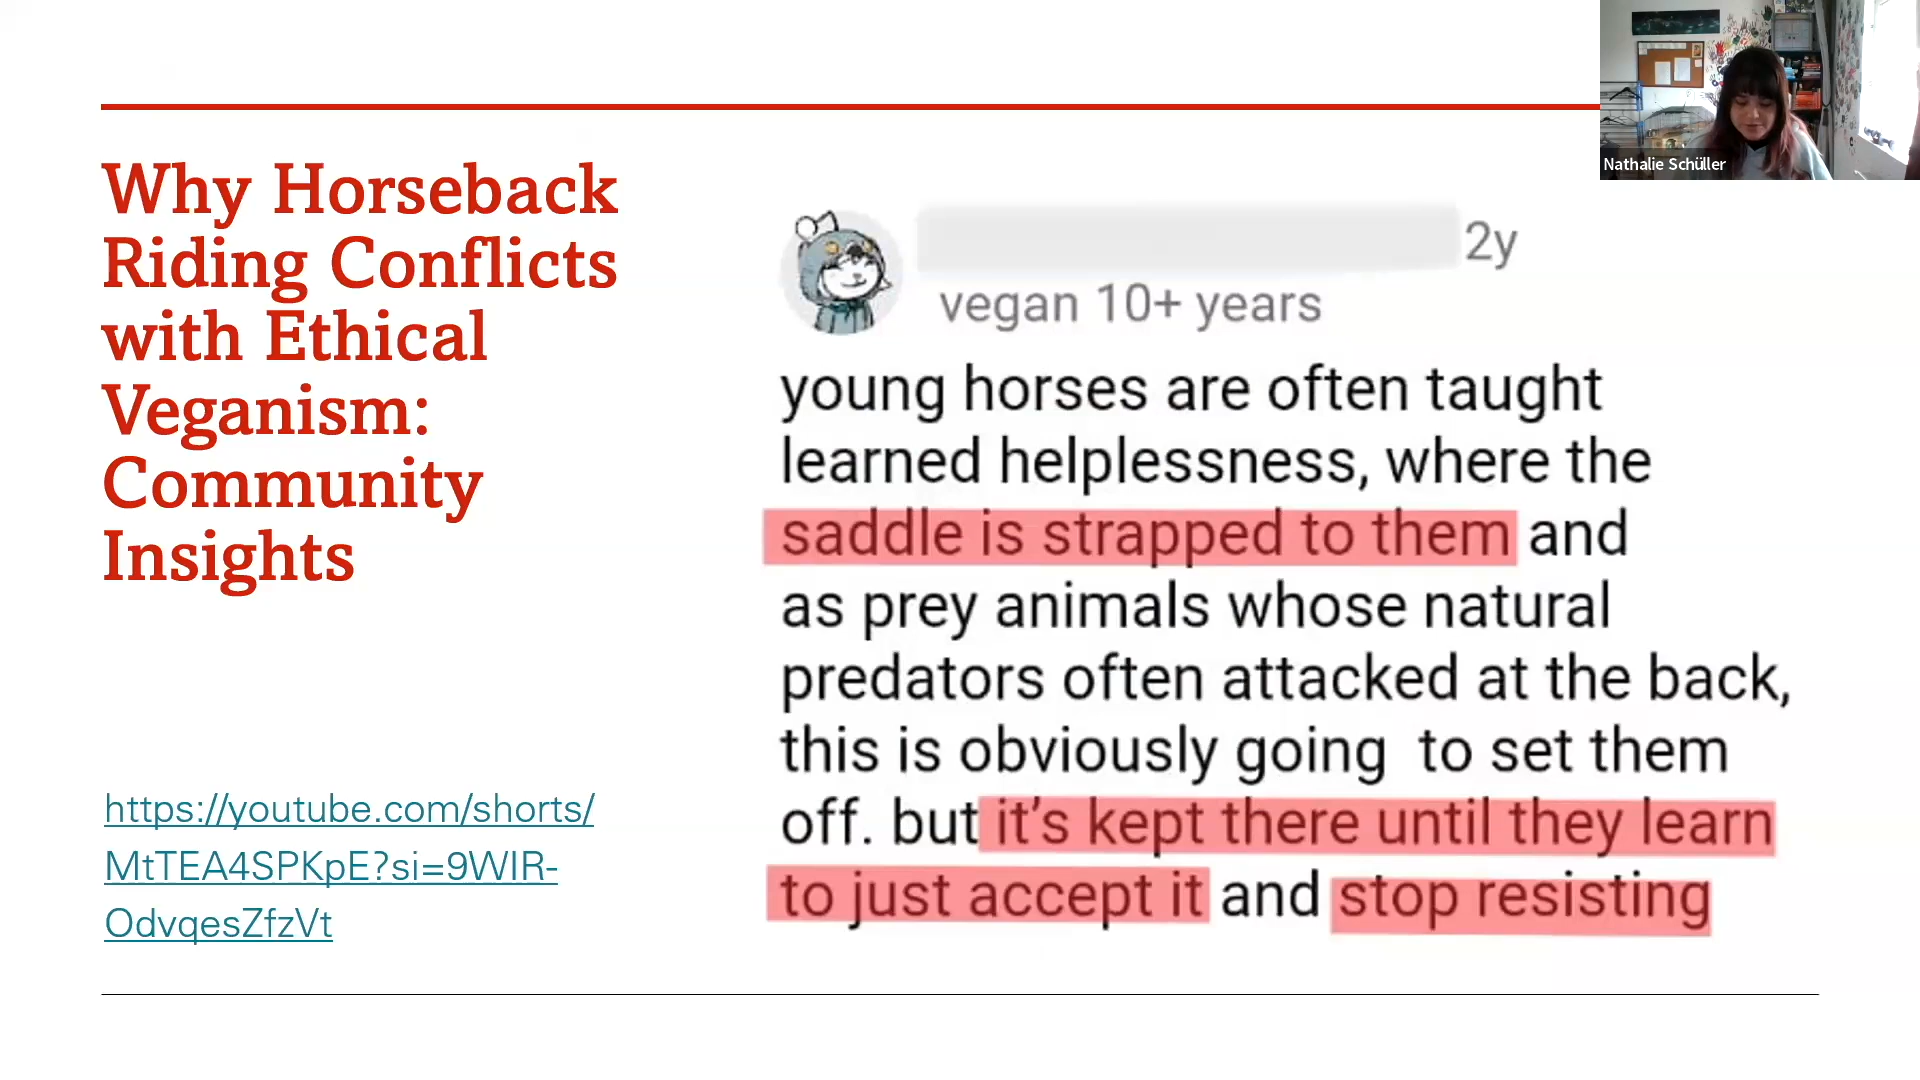 Why Horseback
Riding Conflicts
with Ethical
Veganism:
Community
Insights
https://youtube.com/shorts/
MtTEA4SPKpE?si=9WIR-
OdvqesZfzVt
2y
vegan 10+ years
young horses are often taught
learned helplessness, where the
saddle is strapped to them and
as prey animals whose natural
predators often attacked at the back,
this is obviously going to set them
off. but it's kept there until they learn
to just accept it and stop resisting
Nathalie Schüller